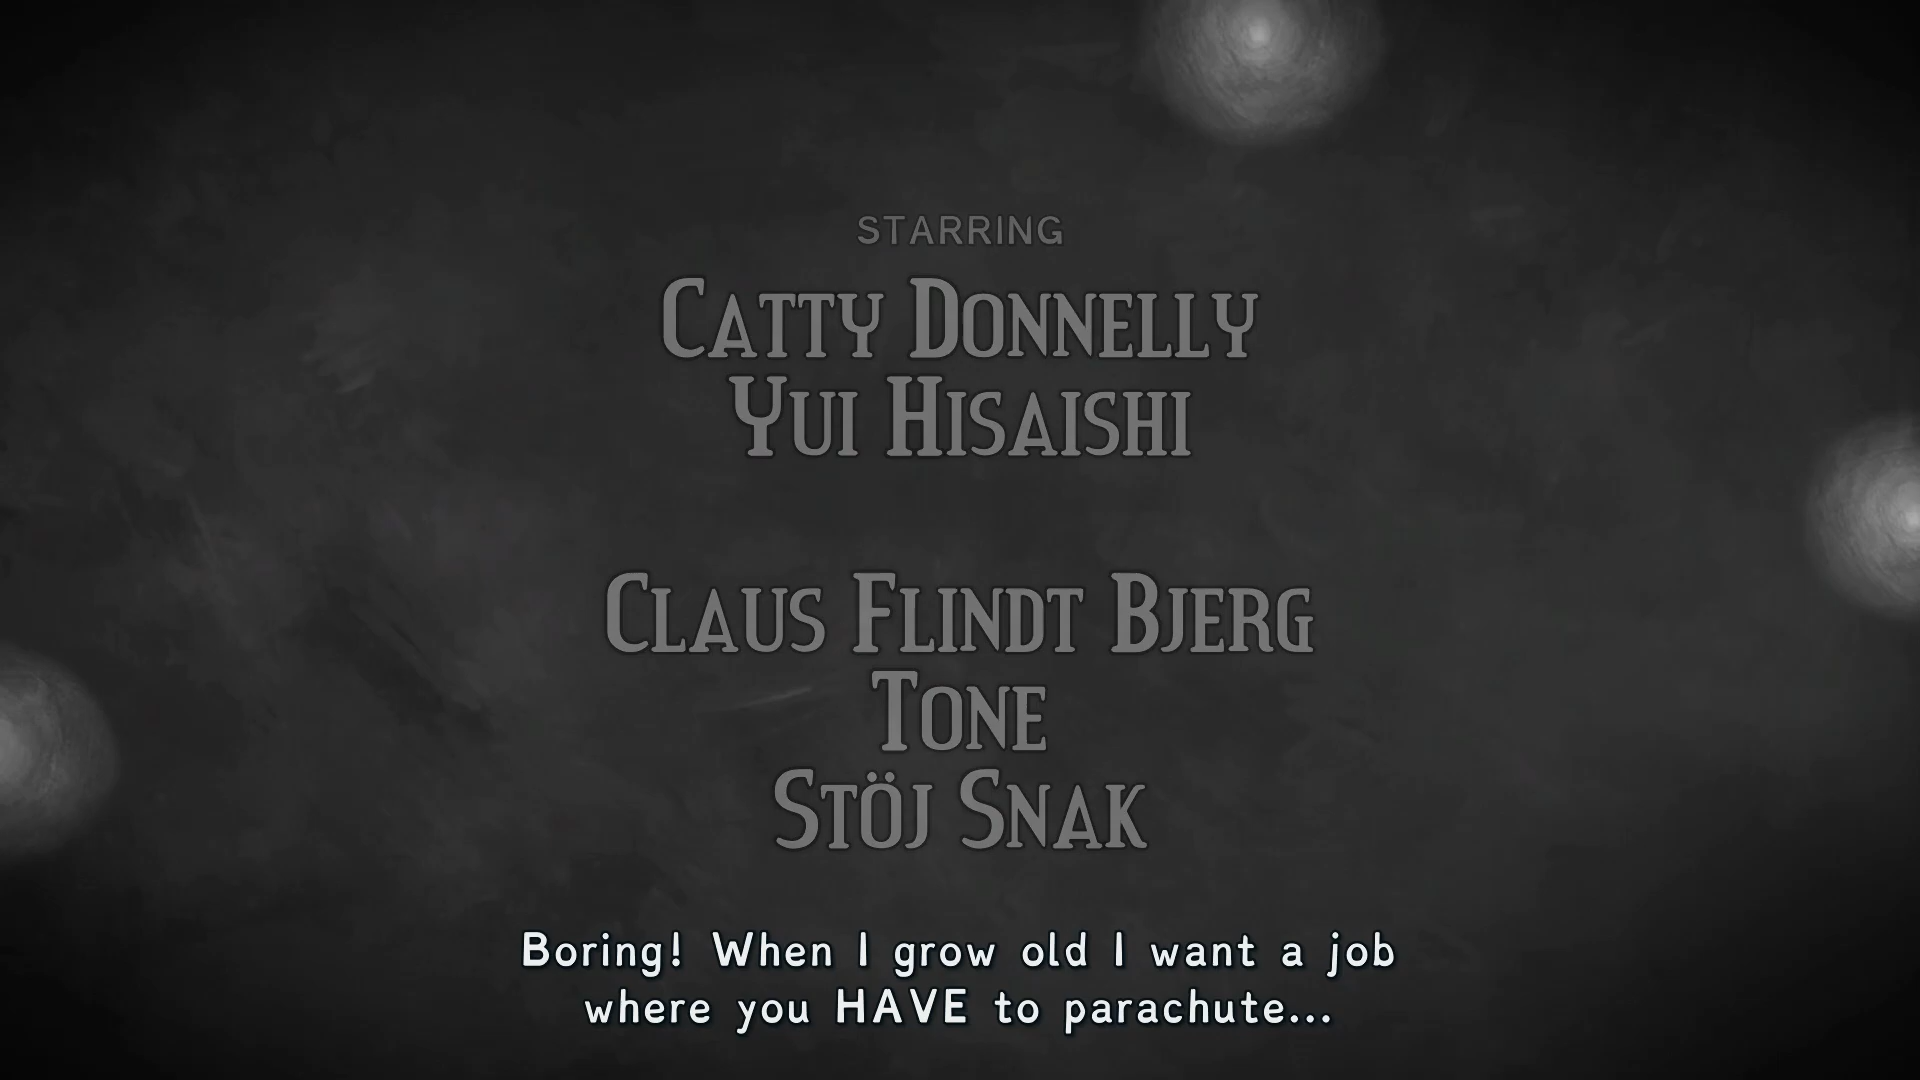 STARRING
CATTY DONNELLY
YUI HISAISHI
CLAUS FLINDT BJERG
TONE
STÖJ SNAK
Boring! When I grow old I want a job
where you HAVE to parachute...